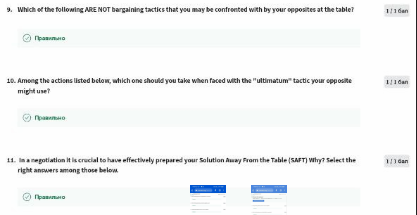 9. Which of the following ARE NOT bargaining tactics that you may be confronted with by your opposites at the table?
1 / 1 бал
Правильно
10. Among the actions listed below, which one should you take when faced with the "ultimatum" tactic your opposite
might use?
1 / 1 бал
Правильно
11. In a negotiation it is crucial to have effectively prepared your Solution Away From the Table (SAFT) Why? Select the
right answers among those below.
1 / 1 бал
Правильно